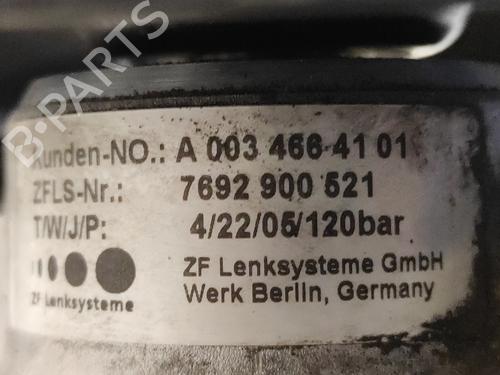 B-PARTS
Kunden-NO.: A 003 466 41 01
ZFLS-Nr.: 7692 900 521
T/W/J/P: 4/22/05/120bar
ZF Lenksysteme GmbH
Werk Berlin, Germany
ZF Lenksysteme